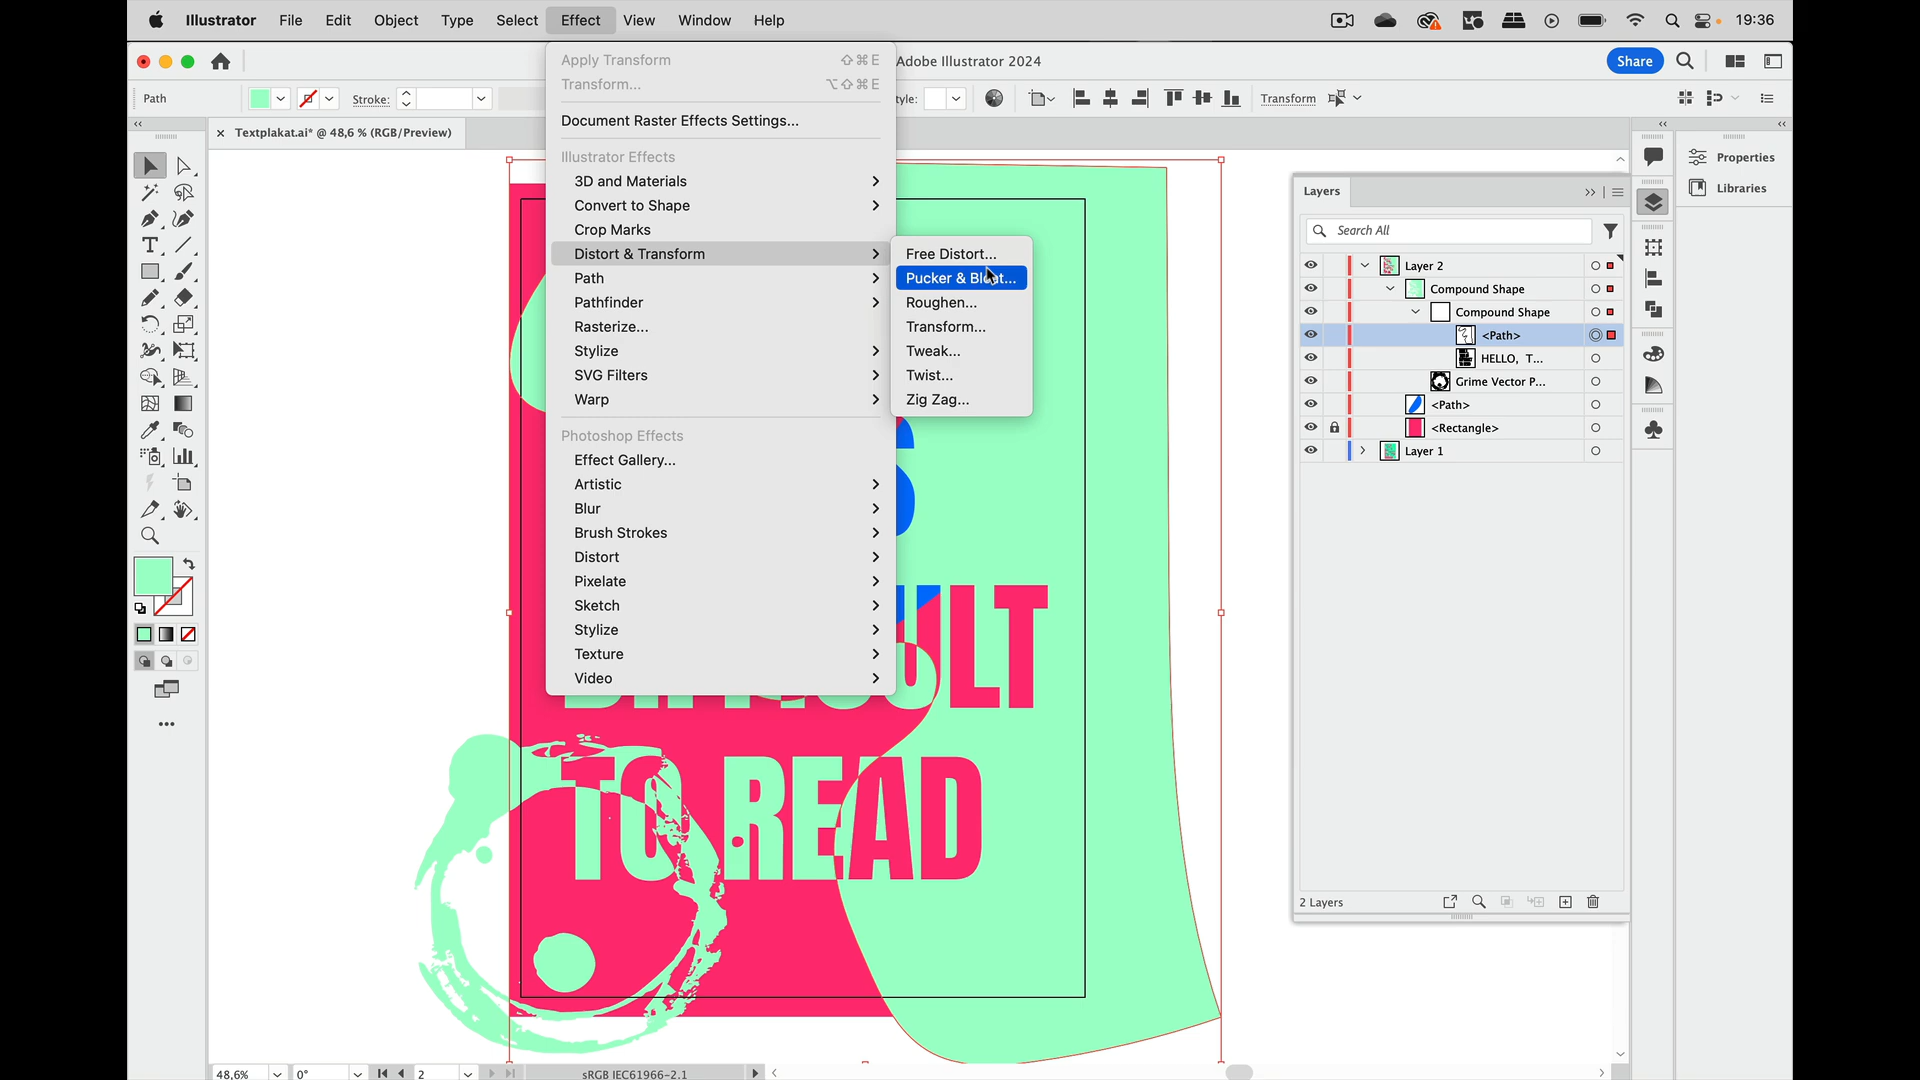 Illustrator File Edit Object Type Select Effect View Window Help 19:36
Adobe Illustrator 2024 Share
Path Stroke: Transform
Textplakat.ai* @ 48,6 % (RGB/Preview)
Apply Transform ⇧⌘E
Transform... ⌥⇧⌘E
Document Raster Effects Settings...
Illustrator Effects
3D and Materials
Convert to Shape
Crop Marks
Distort & Transform
Path
Pathfinder
Rasterize...
Stylize
SVG Filters
Warp
Photoshop Effects
Effect Gallery...
Artistic
Blur
Brush Strokes
Distort
Pixelate
Sketch
Stylize
Texture
Video
Free Distort...
Pucker & Bloat...
Roughen...
Transform...
Tweak...
Twist...
Zig Zag...
TO READ
Layers
Search All
Layer 2
Compound Shape
Compound Shape
<Path>
HELLO, T...
Grime Vector P...
<Path>
<Rectangle>
Layer 1
2 Layers
Properties
Libraries
48,6% 0° 2 sRGB IEC61966-2.1